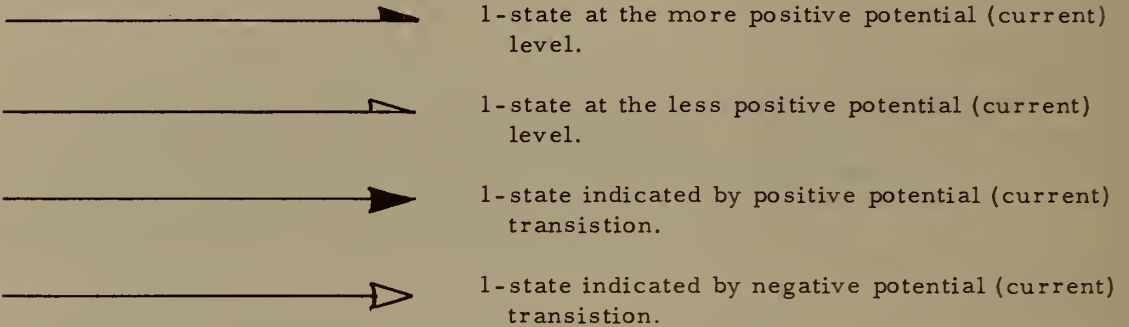 1-state at the more positive potential (current)
level.
1-state at the less positive potential (current)
level.
1-state indicated by positive potential (current)
transistion.
1-state indicated by negative potential (current)
transistion.